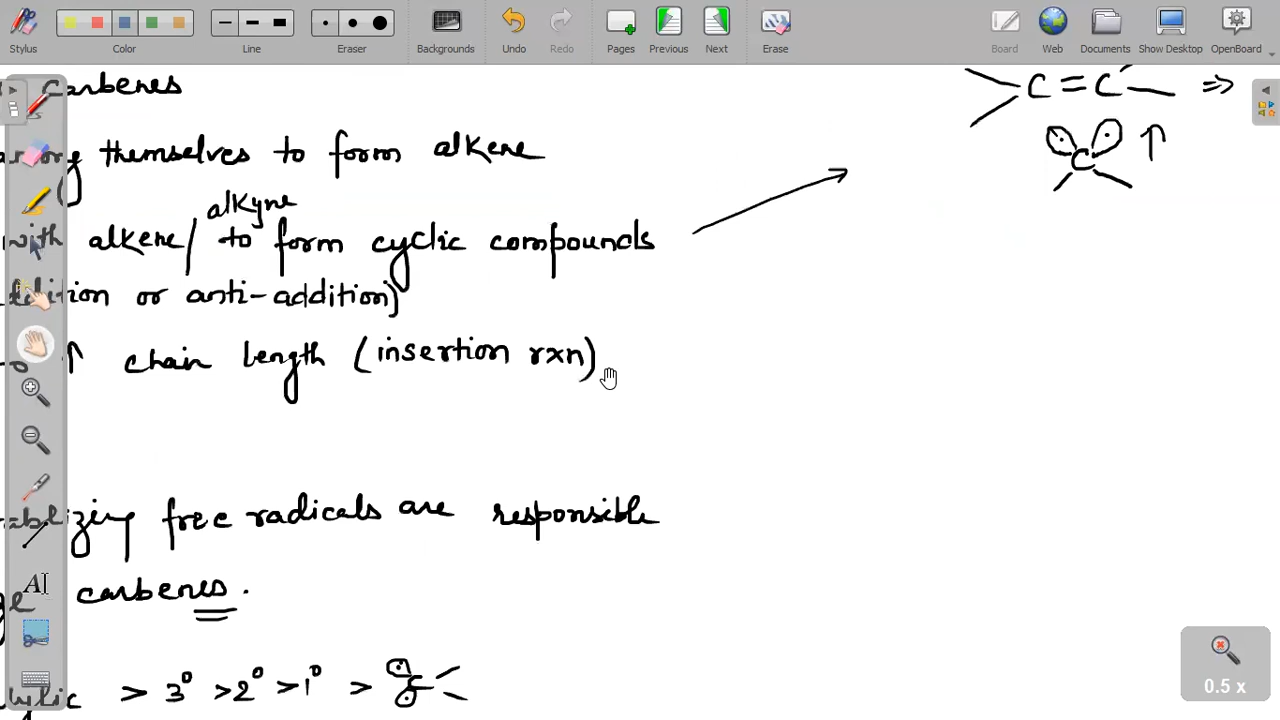 Stylus Color Line Eraser Backgrounds Undo Redo Pages Previous Next Erase Board Web Documents Show Desktop OpenBoard
carbenes
C = C ⇒
among themselves to form alkene
C ↑
alkyne
with alkene/ to form cyclic compounds
addition or anti-addition)
↑ chain length (insertion rxn)
free radicals are responsible
carbenes.
> 3° > 2° > 1° > C
0.5 x